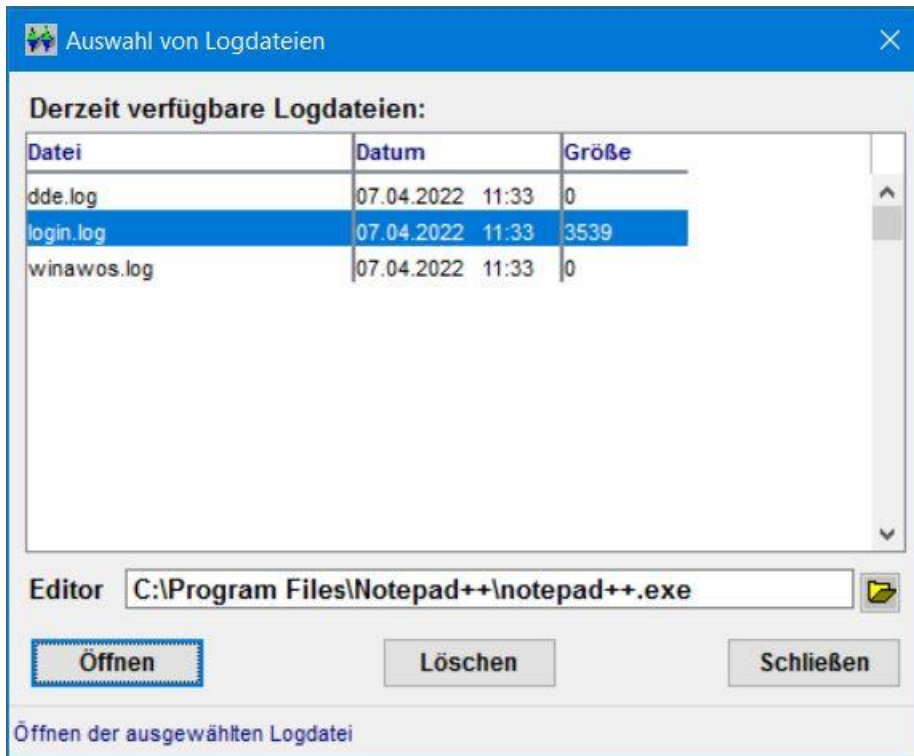 Auswahl von Logdateien
Derzeit verfügbare Logdateien:
Datei Datum Größe
dde.log 07.04.2022 11:33 0
login.log 07.04.2022 11:33 3539
winawos.log 07.04.2022 11:33 0
Editor C:\Program Files\Notepad++\notepad++.exe
Öffnen Löschen Schließen
Öffnen der ausgewählten Logdatei